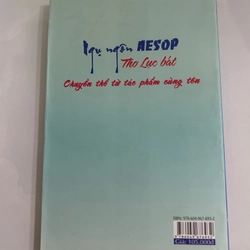 Ngụ ngôn AESOP
Thơ Lục bát
Chuyển thể từ tác phẩm cùng tên
Giá: 105.000đ